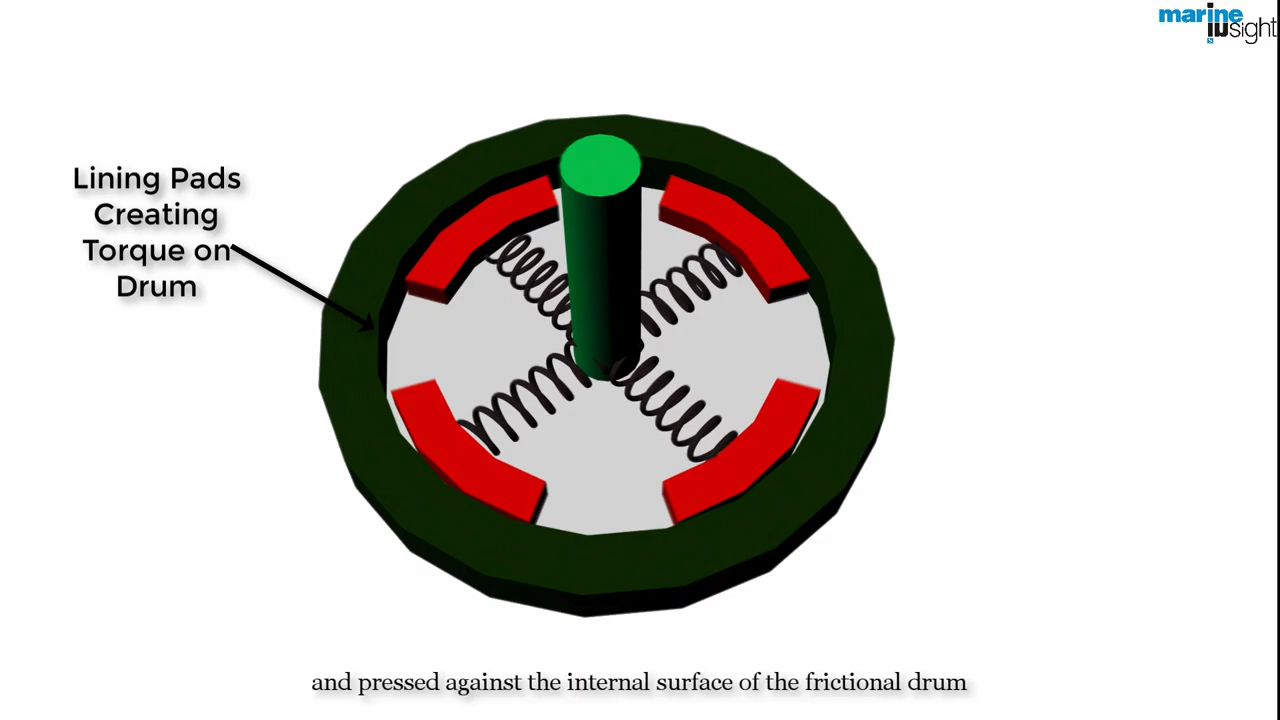 marine
insight
Lining Pads
Creating
Torque on
Drum
and pressed against the internal surface of the frictional drum